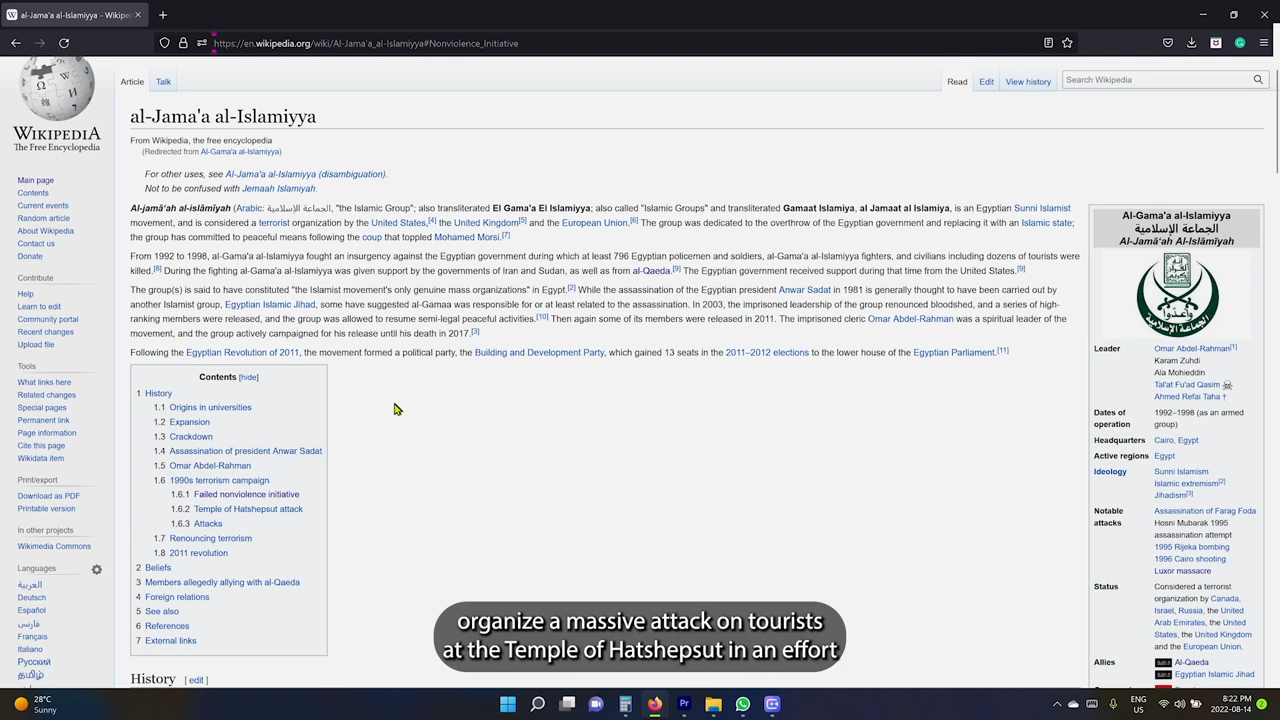 al-Jama'a al-Islamiyya - Wikipe
https://en.wikipedia.org/wiki/Al-Jama'a_al-Islamiyya#Nonviolence_Initiative
WIKIPEDIA
The Free Encyclopedia
Main page
Contents
Current events
Random article
About Wikipedia
Contact us
Donate
Contribute
Help
Learn to edit
Community portal
Recent changes
Upload file
Tools
What links here
Related changes
Special pages
Permanent link
Page information
Cite this page
Wikidata item
Print/export
Download as PDF
Printable version
In other projects
Wikimedia Commons
Languages
العربية
Deutsch
Español
فارسی
Français
Italiano
Русский
தமிழ்
Article Talk
Read Edit View history Search Wikipedia
al-Jama'a al-Islamiyya
From Wikipedia, the free encyclopedia
(Redirected from Al-Gama'a al-Islamiyya)
For other uses, see Al-Jama'a al-Islamiyya (disambiguation).
Not to be confused with Jemaah Islamiyah.
Al-jamāʻah al-islāmīyah (Arabic: الجماعة الإسلامية, "the Islamic Group"; also transliterated El Gama'a El Islamiyya; also called "Islamic Groups" and transliterated Gamaat Islamiya, al Jamaat al Islamiya, is an Egyptian Sunni Islamist
movement, and is considered a terrorist organization by the United States,[4] the United Kingdom[5] and the European Union.[6] The group was dedicated to the overthrow of the Egyptian government and replacing it with an Islamic state;
the group has committed to peaceful means following the coup that toppled Mohamed Morsi.[7]
From 1992 to 1998, al-Gama'a al-Islamiyya fought an insurgency against the Egyptian government during which at least 796 Egyptian policemen and soldiers, al-Gama'a al-Islamiyya fighters, and civilians including dozens of tourists were
killed.[8] During the fighting al-Gama'a al-Islamiyya was given support by the governments of Iran and Sudan, as well as from al-Qaeda.[9] The Egyptian government received support during that time from the United States.[9]
The group(s) is said to have constituted "the Islamist movement's only genuine mass organizations" in Egypt.[2] While the assassination of the Egyptian president Anwar Sadat in 1981 is generally thought to have been carried out by
another Islamist group, Egyptian Islamic Jihad, some have suggested al-Gamaa was responsible for or at least related to the assassination. In 2003, the imprisoned leadership of the group renounced bloodshed, and a series of high-
ranking members were released, and the group was allowed to resume semi-legal peaceful activities.[10] Then again some of its members were released in 2011. The imprisoned cleric Omar Abdel-Rahman was a spiritual leader of the
movement, and the group actively campaigned for his release until his death in 2017.[3]
Following the Egyptian Revolution of 2011, the movement formed a political party, the Building and Development Party, which gained 13 seats in the 2011–2012 elections to the lower house of the Egyptian Parliament.[11]
Contents [hide]
1 History
1.1 Origins in universities
1.2 Expansion
1.3 Crackdown
1.4 Assassination of president Anwar Sadat
1.5 Omar Abdel-Rahman
1.6 1990s terrorism campaign
1.6.1 Failed nonviolence initiative
1.6.2 Temple of Hatshepsut attack
1.6.3 Attacks
1.7 Renouncing terrorism
1.8 2011 revolution
2 Beliefs
3 Members allegedly allying with al-Qaeda
4 Foreign relations
5 See also
6 References
7 External links
History [ edit ]
Al-Gama'a al-Islamiyya
الجماعة الإسلامية
Al-Jamāʻah al-Islāmīyah
الجماعة الإسلامية
Leader Omar Abdel-Rahman[1]
Karam Zuhdi
Ala Mohieddin
Tal'at Fu'ad Qasim ☠
Ahmed Refai Taha †
Dates of operation 1992–1998 (as an armed group)
Headquarters Cairo, Egypt
Active regions Egypt
Ideology Sunni Islamism
Islamic extremism[2]
Jihadism[3]
Notable attacks Assassination of Farag Foda
Hosni Mubarak 1995
assassination attempt
1995 Rijeka bombing
1996 Cairo shooting
Luxor massacre
Status Considered a terrorist
organization by Canada,
Israel, Russia, the United
Arab Emirates, the United
States, the United Kingdom
and the European Union.
Allies Al-Qaeda
Egyptian Islamic Jihad
organize a massive attack on tourists
at the Temple of Hatshepsut in an effort
28°C
Sunny
ENG
US
8:22 PM
2022-08-14
2